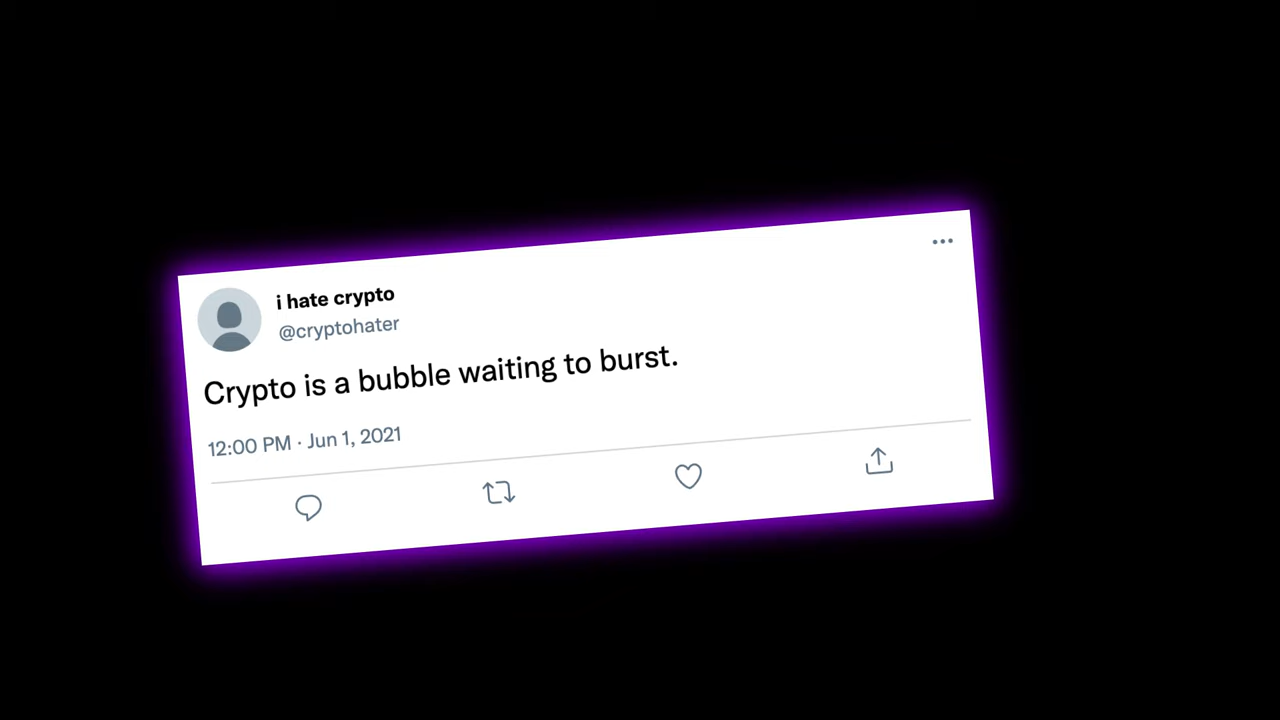 i hate crypto
@cryptohater
Crypto is a bubble waiting to burst.
12:00 PM · Jun 1, 2021